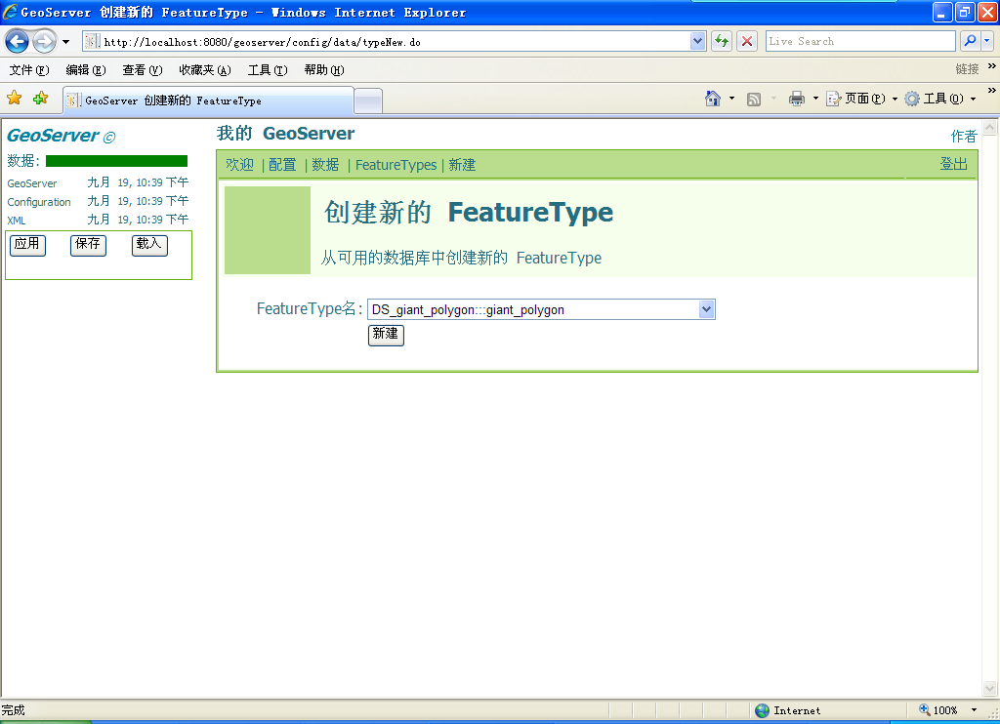 GeoServer 创建新的 FeatureType - Windows Internet Explorer
http://localhost:8080/geoserver/config/data/typeNew.do
Live Search
文件(F) 编辑(E) 查看(V) 收藏夹(A) 工具(T) 帮助(H) 链接 »
GeoServer 创建新的 FeatureType 页面(P) 工具(O) »
GeoServer © 我的 GeoServer 作者
数据: 欢迎 | 配置 | 数据 | FeatureTypes | 新建 登出
GeoServer 九月 19, 10:39 下午
Configuration 九月 19, 10:39 下午
XML 九月 19, 10:39 下午
应用 保存 载入
创建新的 FeatureType
从可用的数据库中创建新的 FeatureType
FeatureType名: DS_giant_polygon:::giant_polygon
新建
完成 Internet 100%